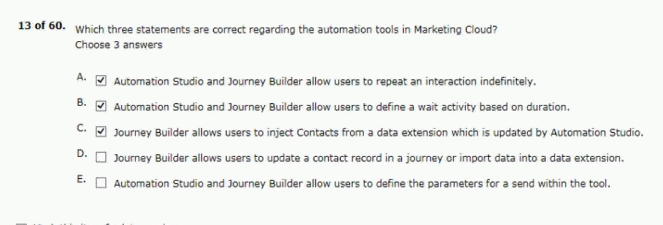 13 of 60. Which three statements are correct regarding the automation tools in Marketing Cloud?
Choose 3 answers
A. Automation Studio and Journey Builder allow users to repeat an interaction indefinitely.
B. Automation Studio and Journey Builder allow users to define a wait activity based on duration.
C. Journey Builder allows users to inject Contacts from a data extension which is updated by Automation Studio.
D. Journey Builder allows users to update a contact record in a journey or import data into a data extension.
E. Automation Studio and Journey Builder allow users to define the parameters for a send within the tool.